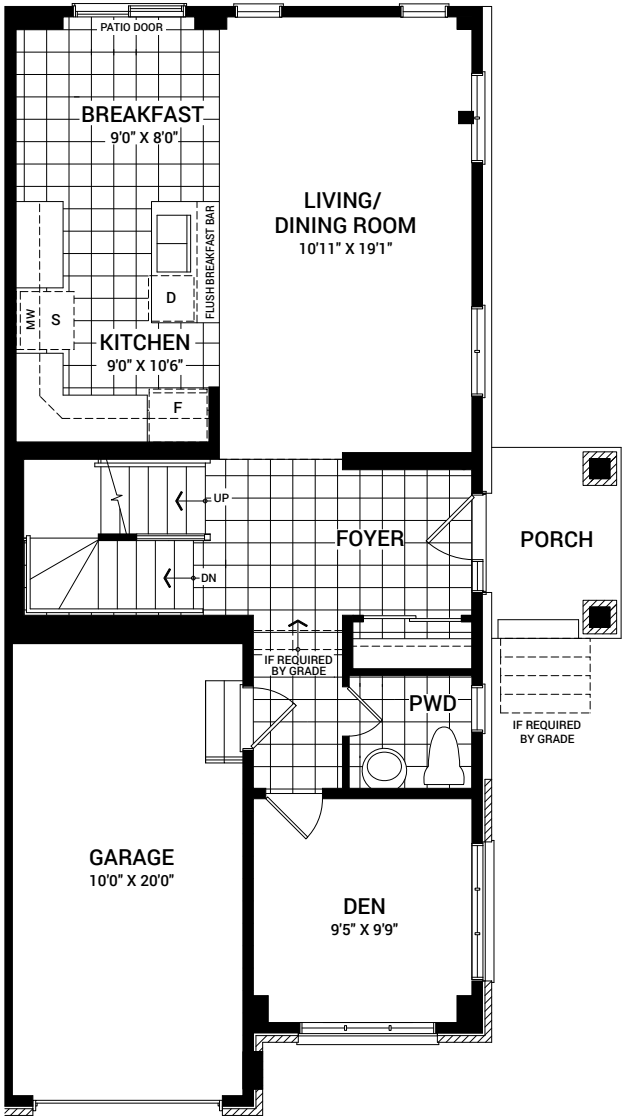 PATIO DOOR
BREAKFAST
9'0" X 8'0"
LIVING/
DINING ROOM
10'11" X 19'1"
FLUSH BREAKFAST BAR
D
MW
S
KITCHEN
9'0" X 10'6"
F
UP
FOYER
PORCH
DN
IF REQUIRED
BY GRADE
PWD
IF REQUIRED
BY GRADE
GARAGE
10'0" X 20'0"
DEN
9'5" X 9'9"